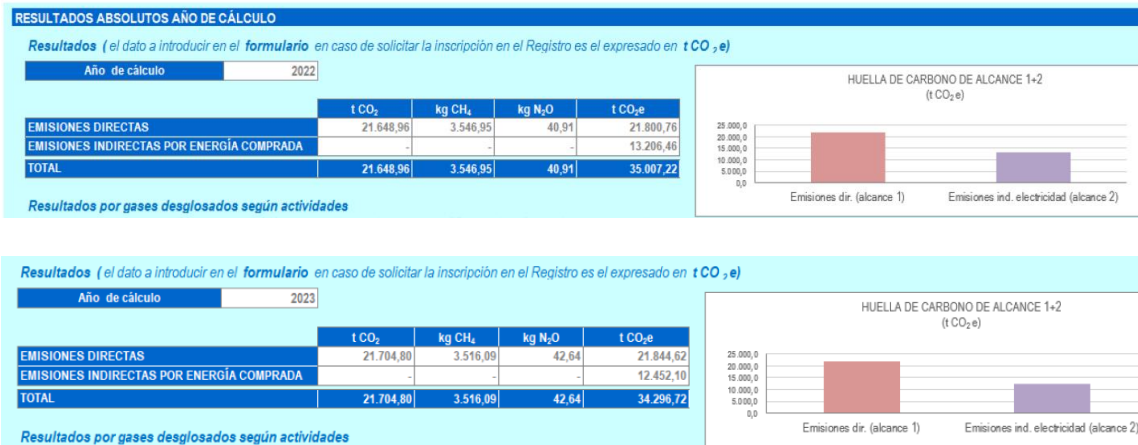 RESULTADOS ABSOLUTOS AÑO DE CÁLCULO
Resultados ( el dato a introducir en el formulario en caso de solicitar la inscripción en el Registro es el expresado en t CO ₂ e)
Año de cálculo 2022
t CO₂ kg CH₄ kg N₂O t CO₂e
EMISIONES DIRECTAS 21.648,96 3.546,95 40,91 21.800,76
EMISIONES INDIRECTAS POR ENERGÍA COMPRADA - - - 13.206,46
TOTAL 21.648,96 3.546,95 40,91 35.007,22
HUELLA DE CARBONO DE ALCANCE 1+2
(t CO₂ e)
25.000,0
20.000,0
15.000,0
10.000,0
5.000,0
0,0
Emisiones dir. (alcance 1) Emisiones ind. electricidad (alcance 2)
Resultados por gases desglosados según actividades
Resultados ( el dato a introducir en el formulario en caso de solicitar la inscripción en el Registro es el expresado en t CO ₂ e)
Año de cálculo 2023
t CO₂ kg CH₄ kg N₂O t CO₂e
EMISIONES DIRECTAS 21.704,80 3.516,09 42,64 21.844,62
EMISIONES INDIRECTAS POR ENERGÍA COMPRADA - - - 12.452,10
TOTAL 21.704,80 3.516,09 42,64 34.296,72
HUELLA DE CARBONO DE ALCANCE 1+2
(t CO₂ e)
25.000,0
20.000,0
15.000,0
10.000,0
5.000,0
0,0
Emisiones dir. (alcance 1) Emisiones ind. electricidad (alcance 2)
Resultados por gases desglosados según actividades